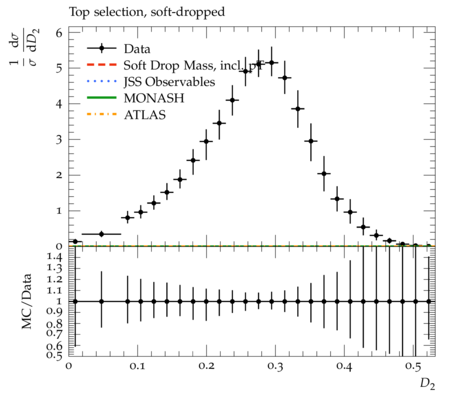 Top selection, soft-dropped
1/σ dσ/dD₂
6
5
4
3
2
1
0
Data
Soft Drop Mass, incl. pT
JSS Observables
MONASH
ATLAS
MC/Data
1.4
1.3
1.2
1.1
1
0.9
0.8
0.7
0.6
0.5
0 0.1 0.2 0.3 0.4 0.5
D₂